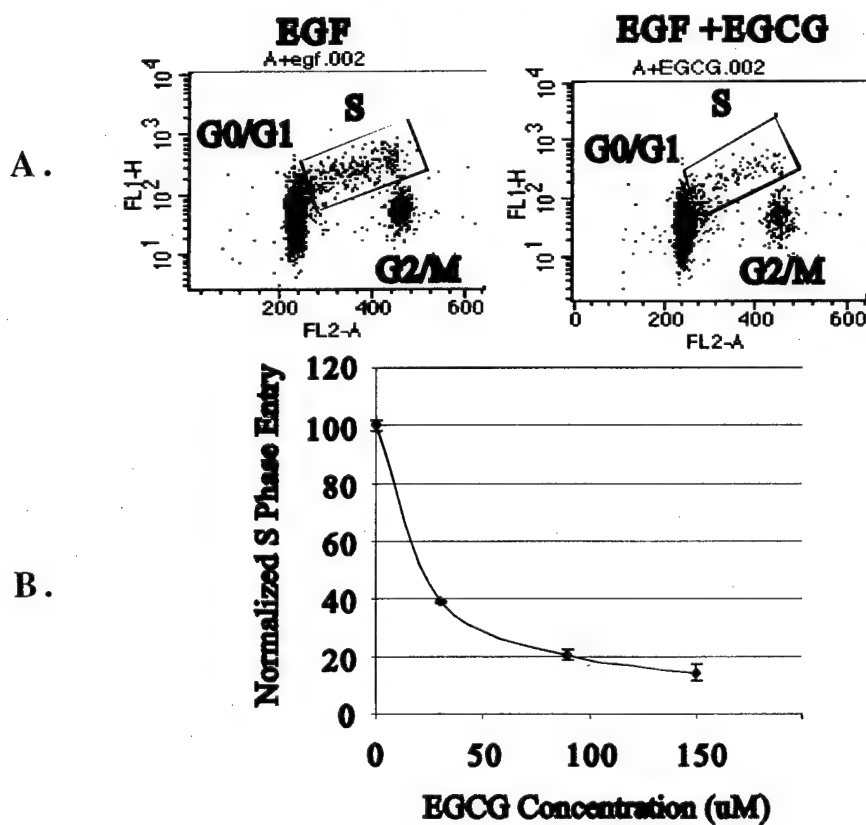 EGF
A+egf.002
EGF +EGCG
A+EGCG.002
A.
10^4
10^3
10^2
10^1
FL1-H
G0/G1
S
G2/M
200
400
600
FL2-A
10^4
10^3
10^2
10^1
FL1-H
G0/G1
S
G2/M
0
200
400
600
FL2-A
B.
Normalized S Phase Entry
120
100
80
60
40
20
0
0
50
100
150
EGCG Concentration (uM)